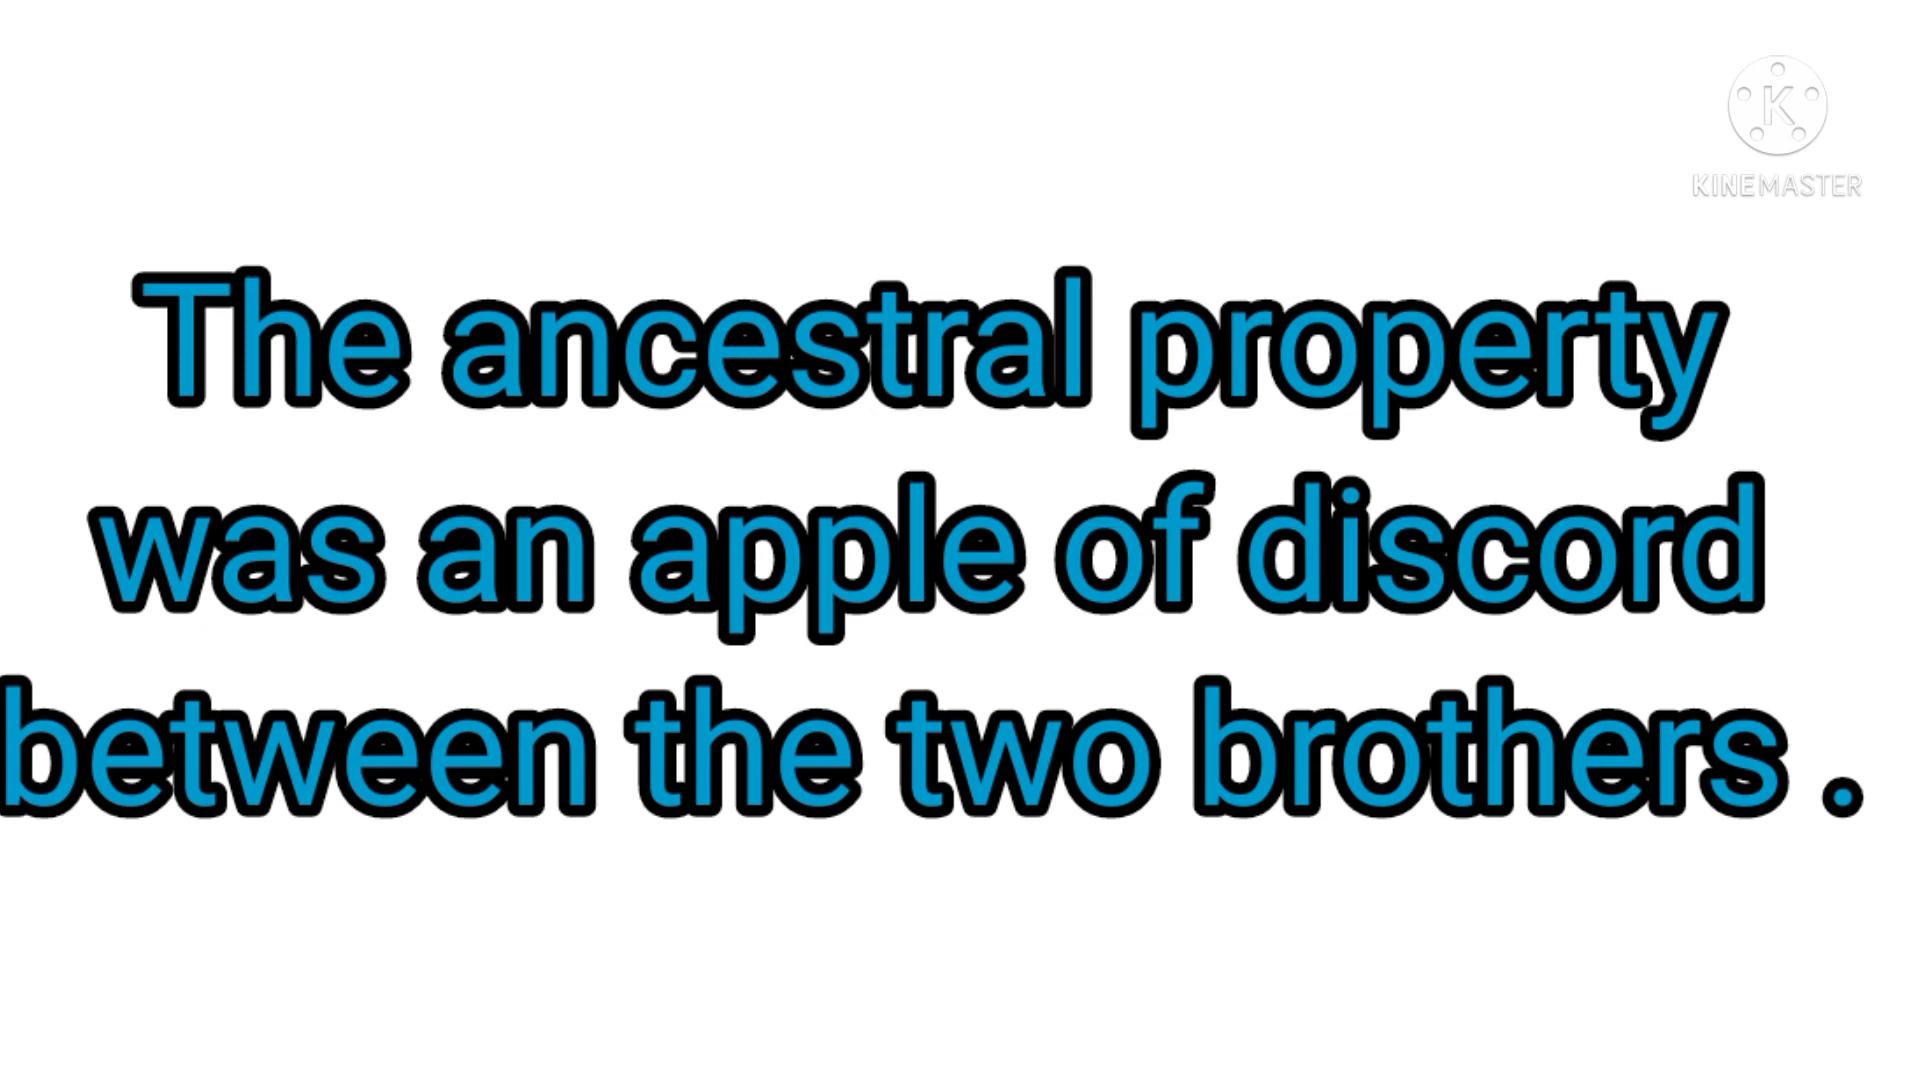 K
KINEMASTER
The ancestral property
was an apple of discord
between the two brothers .